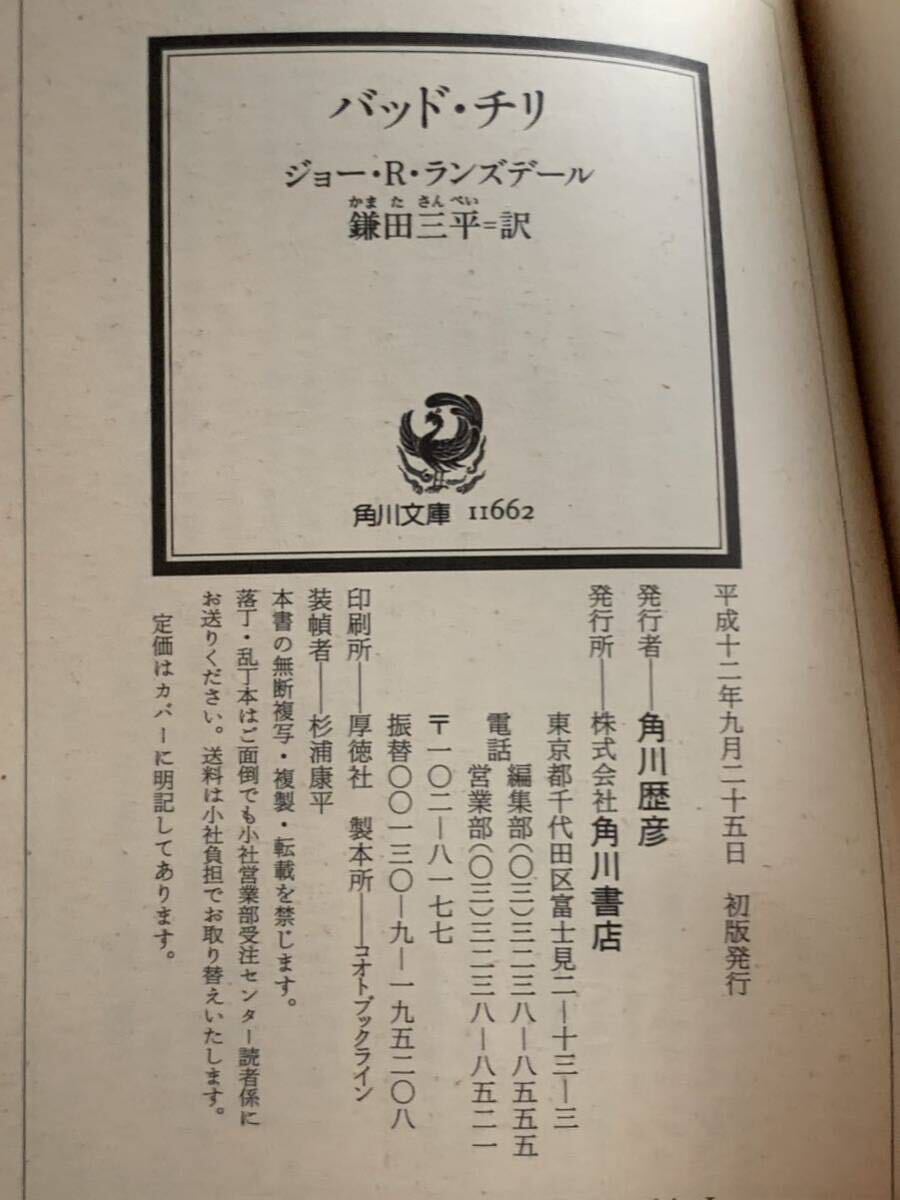 バッド・チリ
ジョー・R・ランズデール
かまたさんぺい
鎌田三平=訳
角川文庫 11662
平成十二年九月二十五日 初版発行
発行者――角川歴彦
発行所――株式会社角川書店
東京都千代田区富士見二―十三―三
電話 編集部(〇三)三二三八―八五五五
営業部(〇三)三二三八―八五二一
〒一〇二―八一七七
振替〇〇一三〇―九―一九五二〇八
印刷所――厚徳社 製本所――コオトブックライン
装幀者――杉浦康平
本書の無断複写・複製・転載を禁じます。
落丁・乱丁本はご面倒でも小社営業部受注センター読者係に
お送りください。送料は小社負担でお取り替えいたします。
定価はカバーに明記してあります。